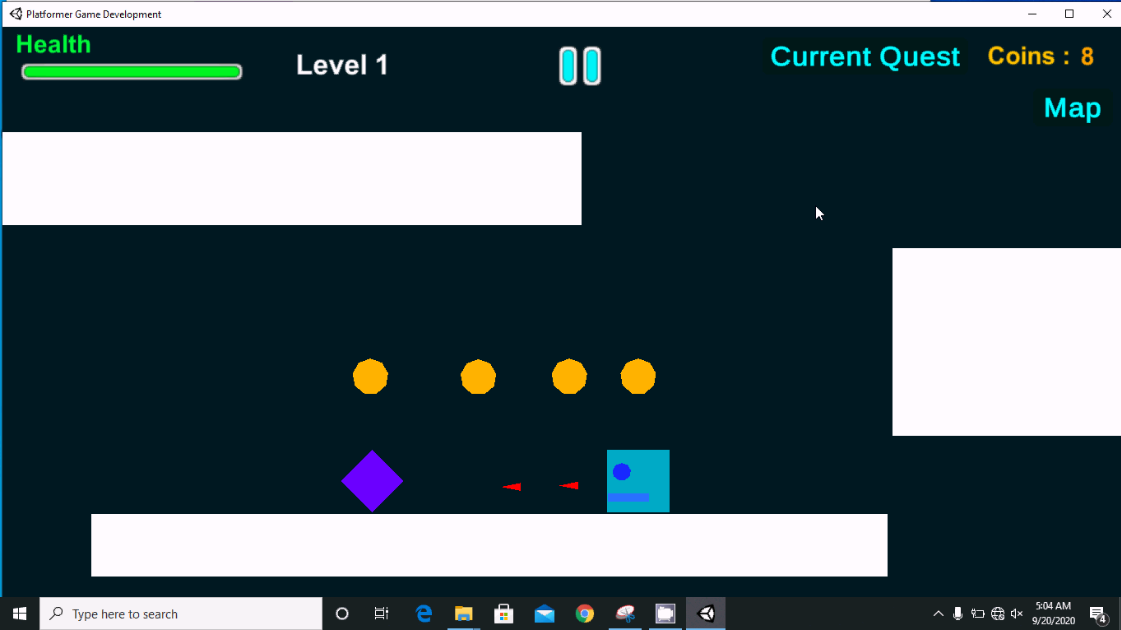 Platformer Game Development
Health
Level 1
Current Quest
Coins : 8
Map
Type here to search
5:04 AM
9/20/2020
4